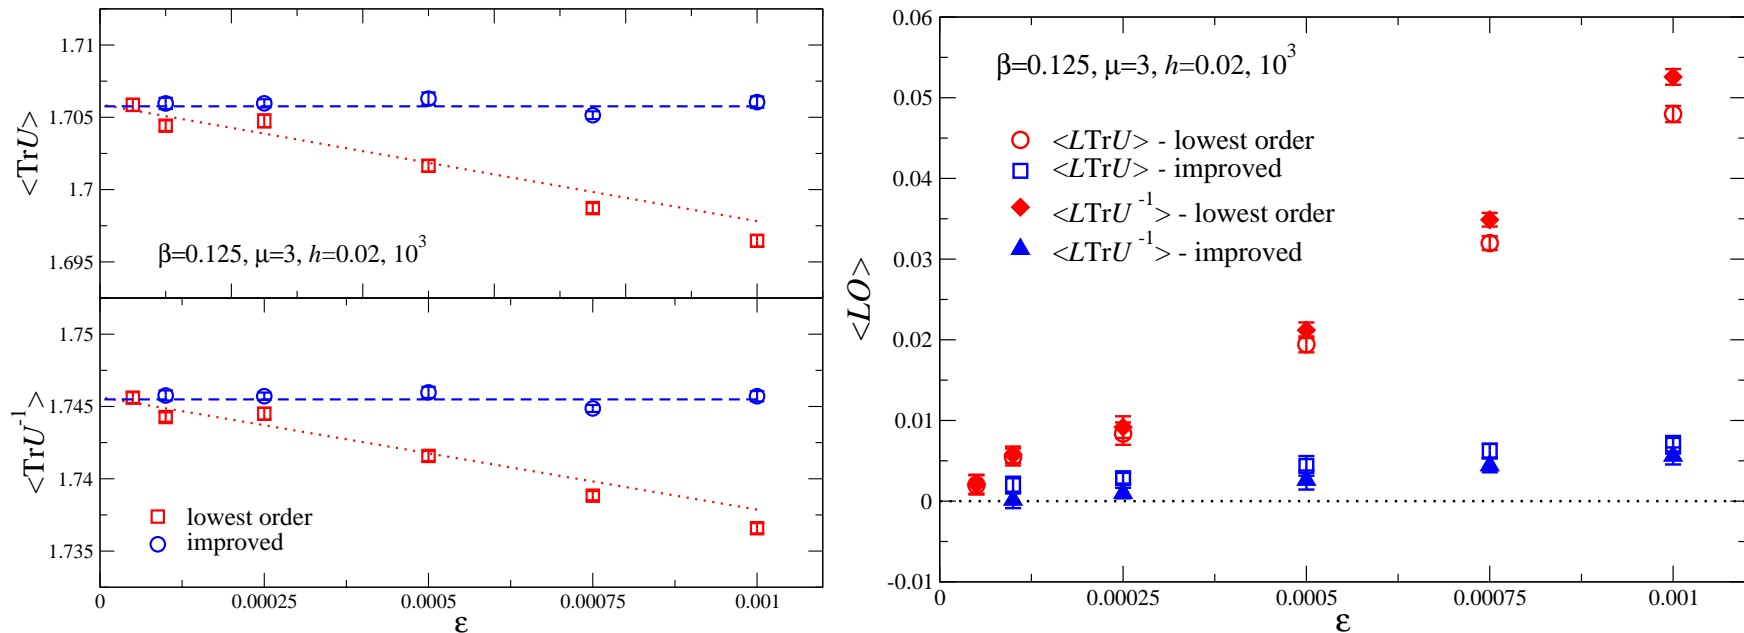 <TrU>
1.71
1.705
1.7
1.695
β=0.125, μ=3, h=0.02, 10³
<TrU⁻¹>
1.75
1.745
1.74
1.735
lowest order
improved
0
0.00025
0.0005
0.00075
0.001
ε
<LO>
0.06
0.05
0.04
0.03
0.02
0.01
0
-0.01
β=0.125, μ=3, h=0.02, 10³
<LTrU> - lowest order
<LTrU> - improved
<LTrU⁻¹> - lowest order
<LTrU⁻¹> - improved
0
0.00025
0.0005
0.00075
0.001
ε